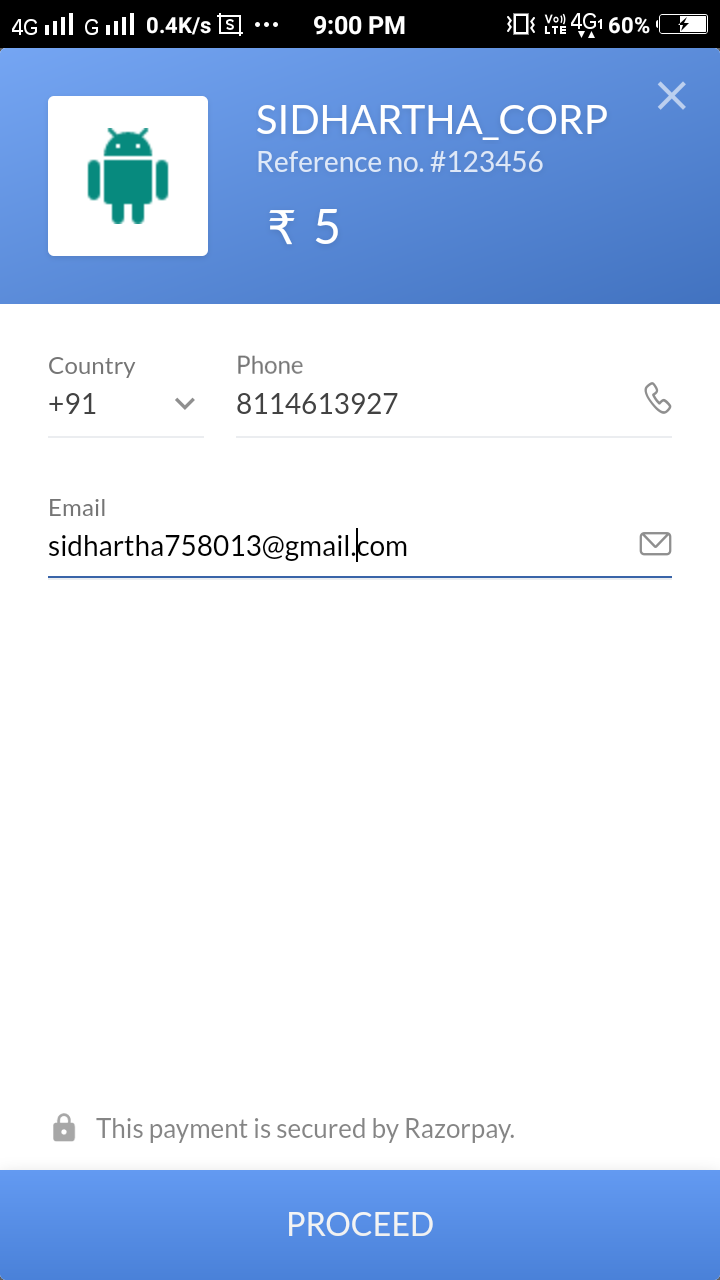 4G G 0.4K/s S ... 9:00 PM Vo)) LTE 4G1 60%
SIDHARTHA_CORP
Reference no. #123456
₹ 5
Country Phone
+91 8114613927
Email
sidhartha758013@gmail.com
This payment is secured by Razorpay.
PROCEED